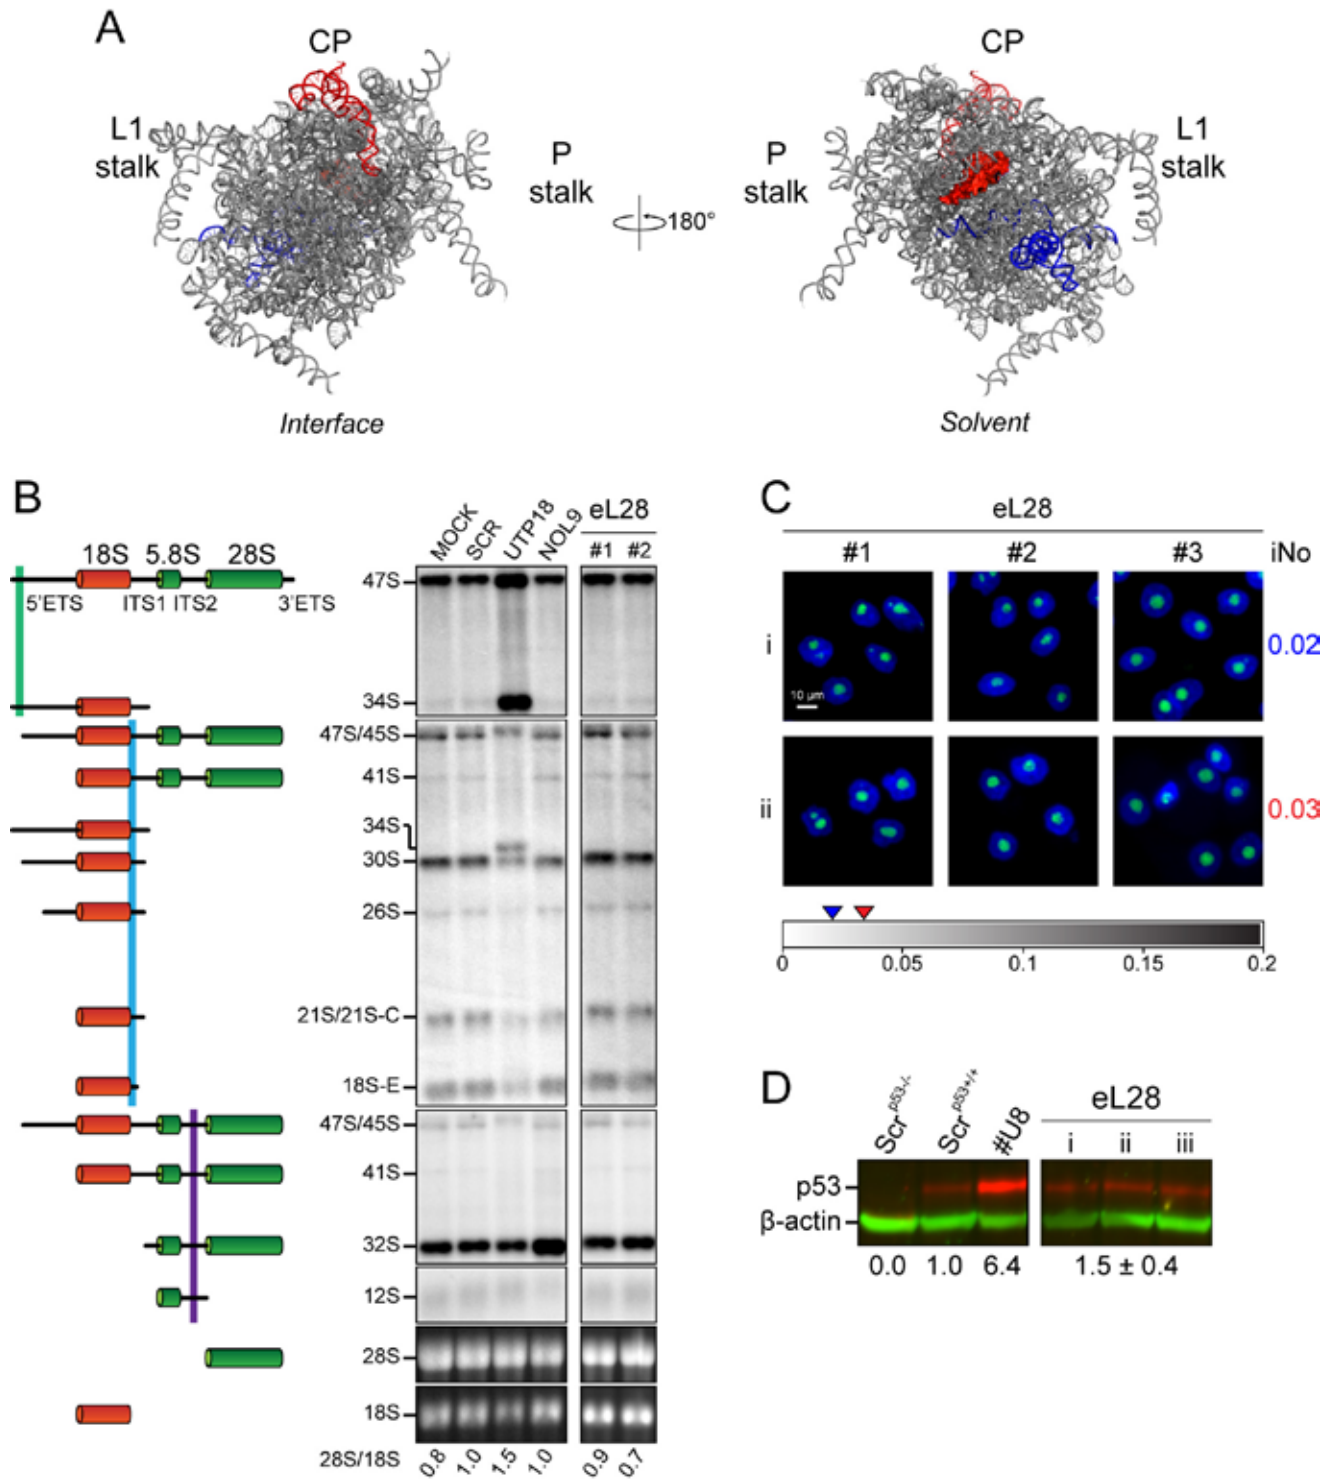 A
CP
CP
L1
stalk
P
stalk
180°
P
stalk
L1
stalk
Interface
Solvent
B
MOCK
SCR
UTP18
NOL9
eL28
#1
#2
18S
5.8S
28S
5'ETS
ITS1
ITS2
3'ETS
47S
34S
47S/45S
41S
34S
30S
26S
21S/21S-C
18S-E
47S/45S
41S
32S
12S
28S
18S
28S/18S
0.8
1.0
1.5
1.0
0.9
0.7
C
eL28
#1
#2
#3
iNo
i
10 µm
0.02
ii
0.03
0
0.05
0.1
0.15
0.2
D
Scr p53-/-
Scr p53+/+
#U8
eL28
i
ii
iii
p53
β-actin
0.0
1.0
6.4
1.5 ± 0.4